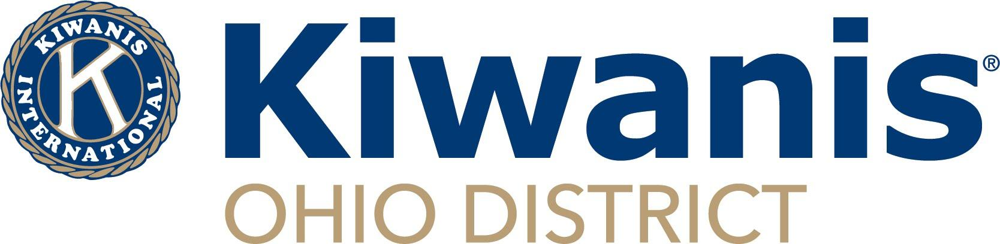 KIWANIS
K
INTERNATIONAL
Kiwanis®
OHIO DISTRICT